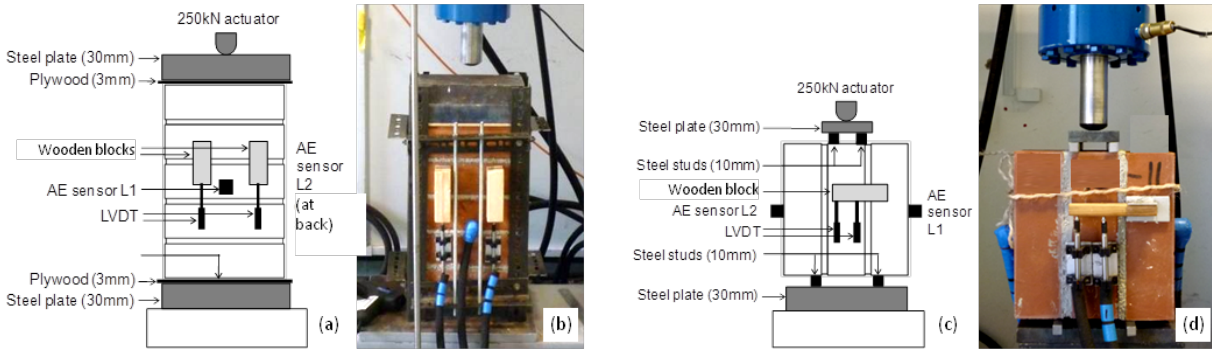 250kN actuator
Steel plate (30mm)
Plywood (3mm)
Wooden blocks
AE
sensor
L2
(at
back)
AE sensor L1
LVDT
Plywood (3mm)
Steel plate (30mm)
(a)
(b)
250kN actuator
Steel plate (30mm)
Steel studs (10mm)
Wooden block
AE sensor L2
AE
sensor
L1
LVDT
Steel studs (10mm)
Steel plate (30mm)
(c)
11
(d)